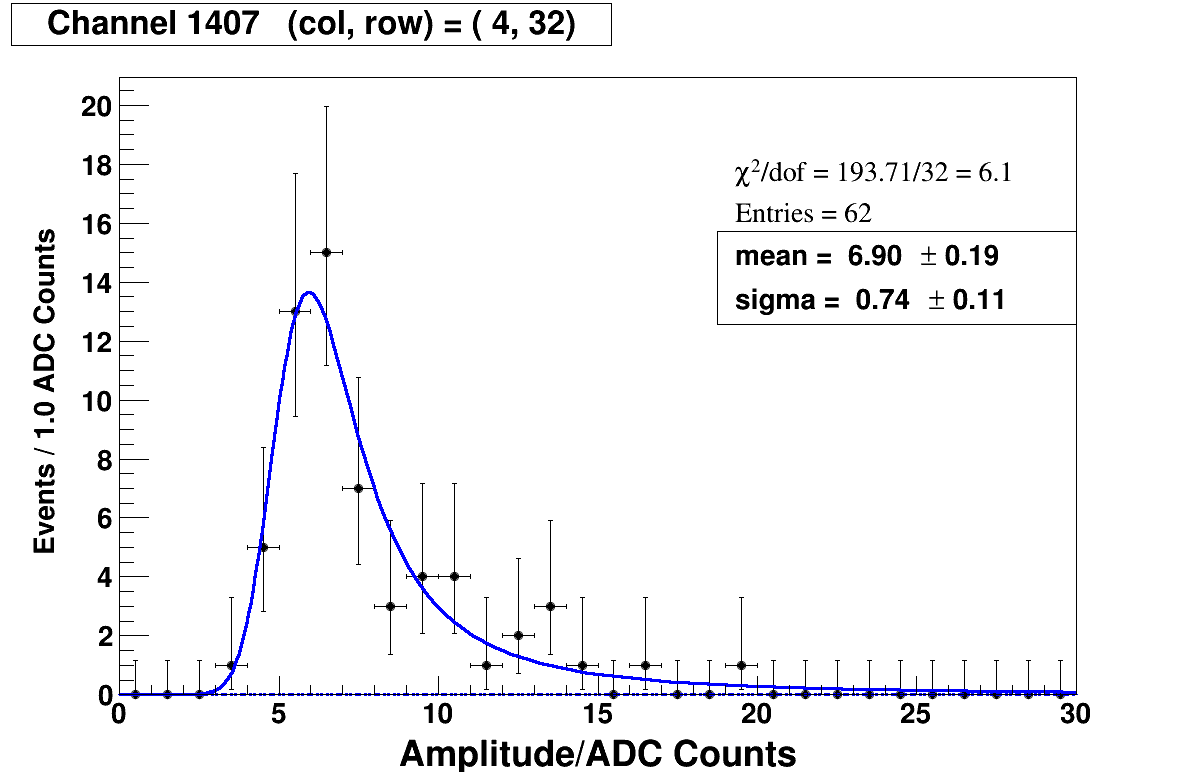 Channel 1407 (col, row) = ( 4, 32)
20
18
16
14
12
10
8
6
4
2
0
Events / 1.0 ADC Counts
χ²/dof = 193.71/32 = 6.1
Entries = 62
mean = 6.90 ± 0.19
sigma = 0.74 ± 0.11
0 5 10 15 20 25 30
Amplitude/ADC Counts